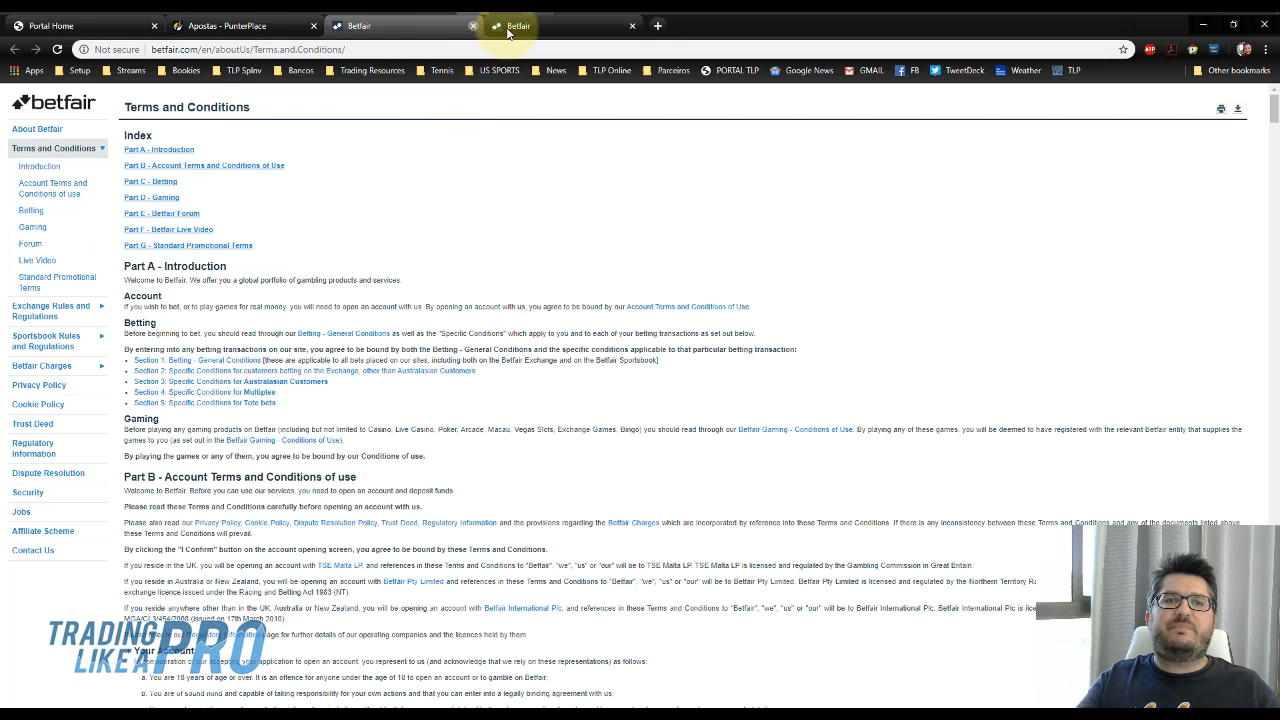 Portal Home
Apostas - PunterPlace
Betfair
Betfair
Not secure
betfair.com/en/aboutUs/Terms.and.Conditions/
Apps
Setup
Streams
Bookies
TLP SpInv
Bancos
Trading Resources
Tennis
US SPORTS
News
TLP Online
Parceiros
PORTAL TLP
Google News
GMAIL
FB
TweetDeck
Weather
TLP
Other bookmarks
betfair
About Betfair
Terms and Conditions
Introduction
Account Terms and
Conditions of use
Betting
Gaming
Forum
Live Video
Standard Promotional
Terms
Exchange Rules and
Regulations
Sportsbook Rules
and Regulations
Betfair Charges
Privacy Policy
Cookie Policy
Trust Deed
Regulatory
Information
Dispute Resolution
Security
Jobs
Affiliate Scheme
Contact Us
Terms and Conditions
Index
Part A - Introduction
Part B - Account Terms and Conditions of Use
Part C - Betting
Part D - Gaming
Part E - Betfair Forum
Part F - Betfair Live Video
Part G - Standard Promotional Terms
Part A - Introduction
Welcome to Betfair. We offer you a global portfolio of gambling products and services.
Account
If you wish to bet, or to play games for real money, you will need to open an account with us. By opening an account with us, you agree to be bound by our Account Terms and Conditions of Use.
Betting
Before beginning to bet, you should read through our Betting - General Conditions as well as the "Specific Conditions" which apply to you and to each of your betting transactions as set out below.
By entering into any betting transactions on our site, you agree to be bound by both the Betting - General Conditions and the specific conditions applicable to that particular betting transaction:
• Section 1: Betting - General Conditions [these are applicable to all bets placed on our sites, including both on the Betfair Exchange and on the Betfair Sportsbook]
• Section 2: Specific Conditions for customers betting on the Exchange, other than Australasian Customers
• Section 3: Specific Conditions for Australasian Customers
• Section 4: Specific Conditions for Multiples
• Section 5: Specific Conditions for Tote bets
Gaming
Before playing any gaming products on Betfair (including but not limited to Casino, Live Casino, Poker, Arcade, Macau, Vegas Slots, Exchange Games, Bingo) you should read through our Betfair Gaming - Conditions of Use. By playing any of these games, you will be deemed to have registered with the relevant Betfair entity that supplies the
games to you (as set out in the Betfair Gaming - Conditions of Use).
By playing the games or any of them, you agree to be bound by our Conditions of use.
Part B - Account Terms and Conditions of use
Welcome to Betfair. Before you can use our services, you need to open an account and deposit funds.
Please read these Terms and Conditions carefully before opening an account with us.
Please also read our Privacy Policy, Cookie Policy, Dispute Resolution Policy, Trust Deed, Regulatory Information and the provisions regarding the Betfair Charges which are incorporated by reference into these Terms and Conditions. If there is any inconsistency between these Terms and Conditions and any of the documents listed above
these Terms and Conditions will prevail.
By clicking the "I Confirm" button on the account opening screen, you agree to be bound by these Terms and Conditions.
If you reside in the UK, you will be opening an account with TSE Malta LP, and references in these Terms and Conditions to "Betfair", "we", "us" or "our" will be to TSE Malta LP. TSE Malta LP is licensed and regulated by the Gambling Commission in Great Britain.
If you reside in Australia or New Zealand, you will be opening an account with Betfair Pty Limited and references in these Terms and Conditions to "Betfair", "we", "us" or "our" will be to Betfair Pty Limited. Betfair Pty Limited is licensed and regulated by the Northern Territory Ra
exchange licence issued under the Racing and Betting Act 1983 (NT).
If you reside anywhere other than in the UK, Australia or New Zealand, you will be opening an account with Betfair International Plc, and references in these Terms and Conditions to "Betfair", "we", "us" or "our" will be to Betfair International Plc. Betfair International Plc is lice
MGA/CL3/454/2008 (issued on 17th March 2010).
Please refer to our Regulatory Information page for further details of our operating companies and the licences held by them
Your Account
In consideration of our accepting your application to open an account, you represent to us (and acknowledge that we rely on these representations) as follows:
a. You are 18 years of age or over. It is an offence for anyone under the age of 18 to open an account or to gamble on Betfair;
b. You are of sound mind and capable of taking responsibility for your own actions and that you can enter into a legally binding agreement with us;
TRADING
LIKE A PRO